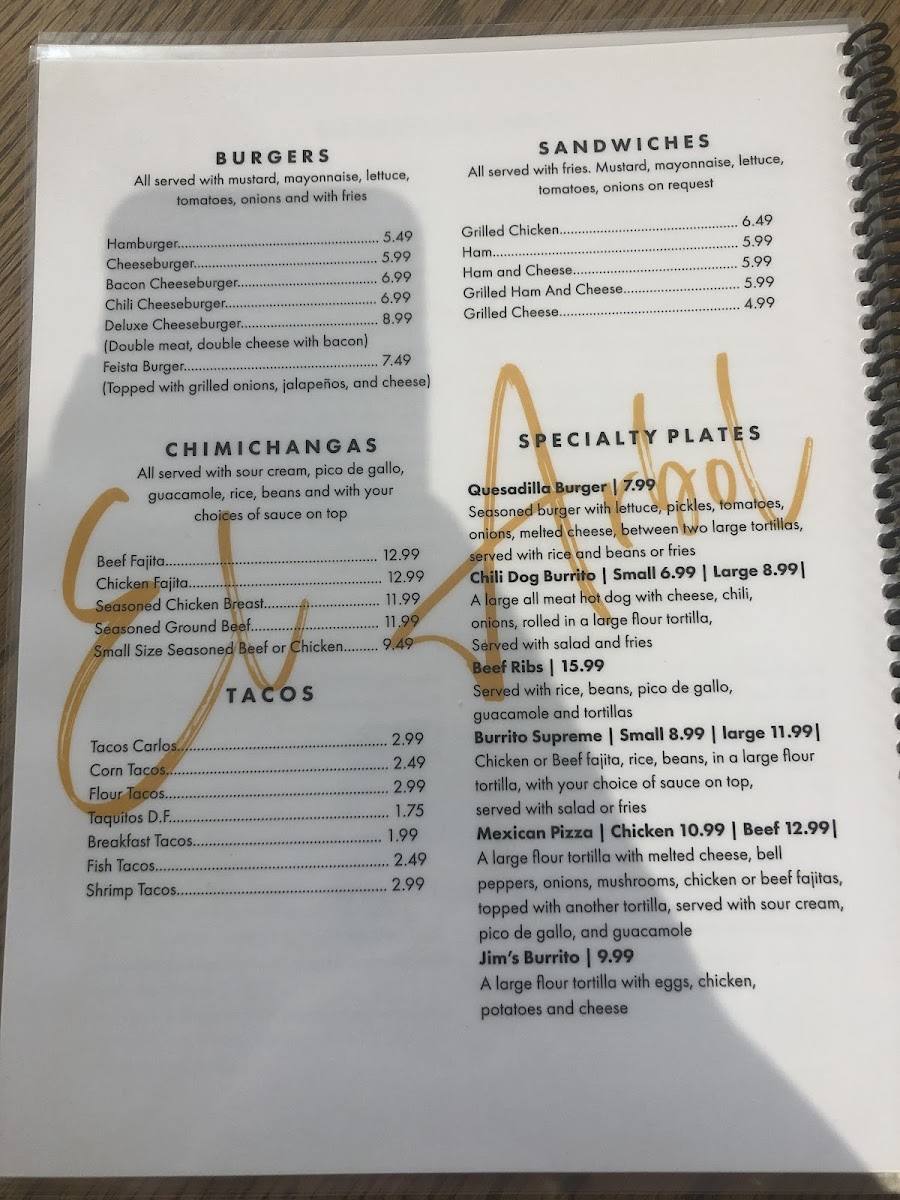 BURGERS
All served with mustard, mayonnaise, lettuce,
tomatoes, onions and with fries
Hamburger................................................ 5.49
Cheeseburger............................................ 5.99
Bacon Cheeseburger................................. 6.99
Chili Cheeseburger.................................... 6.99
Deluxe Cheeseburger................................ 8.99
(Double meat, double cheese with bacon)
Feista Burger.............................................. 7.49
(Topped with grilled onions, jalapeños, and cheese)
CHIMICHANGAS
All served with sour cream, pico de gallo,
guacamole, rice, beans and with your
choices of sauce on top
Beef Fajita.................................................... 12.99
Chicken Fajita.............................................. 12.99
Seasoned Chicken Breast........................... 11.99
Seasoned Ground Beef.............................. 11.99
Small Size Seasoned Beef or Chicken......... 9.49
TACOS
Tacos Carlos................................................. 2.99
Corn Tacos.................................................... 2.49
Flour Tacos................................................... 2.99
Taquitos D.F.................................................. 1.75
Breakfast Tacos............................................ 1.99
Fish Tacos...................................................... 2.49
Shrimp Tacos................................................ 2.99
SANDWICHES
All served with fries. Mustard, mayonnaise, lettuce,
tomatoes, onions on request
Grilled Chicken.......................................... 6.49
Ham.......................................................... 5.99
Ham and Cheese....................................... 5.99
Grilled Ham And Cheese........................... 5.99
Grilled Cheese........................................... 4.99
SPECIALTY PLATES
Quesadilla Burger | 7.99
Seasoned burger with lettuce, pickles, tomatoes,
onions, melted cheese, between two large tortillas,
served with rice and beans or fries
Chili Dog Burrito | Small 6.99 | Large 8.99|
A large all meat hot dog with cheese, chili,
onions, rolled in a large flour tortilla,
Served with salad and fries
Beef Ribs | 15.99
Served with rice, beans, pico de gallo,
guacamole and tortillas
Burrito Supreme | Small 8.99 | large 11.99|
Chicken or Beef fajita, rice, beans, in a large flour
tortilla, with your choice of sauce on top,
served with salad or fries
Mexican Pizza | Chicken 10.99 | Beef 12.99|
A large flour tortilla with melted cheese, bell
peppers, onions, mushrooms, chicken or beef fajitas,
topped with another tortilla, served with sour cream,
pico de gallo, and guacamole
Jim's Burrito | 9.99
A large flour tortilla with eggs, chicken,
potatoes and cheese
El Arbol